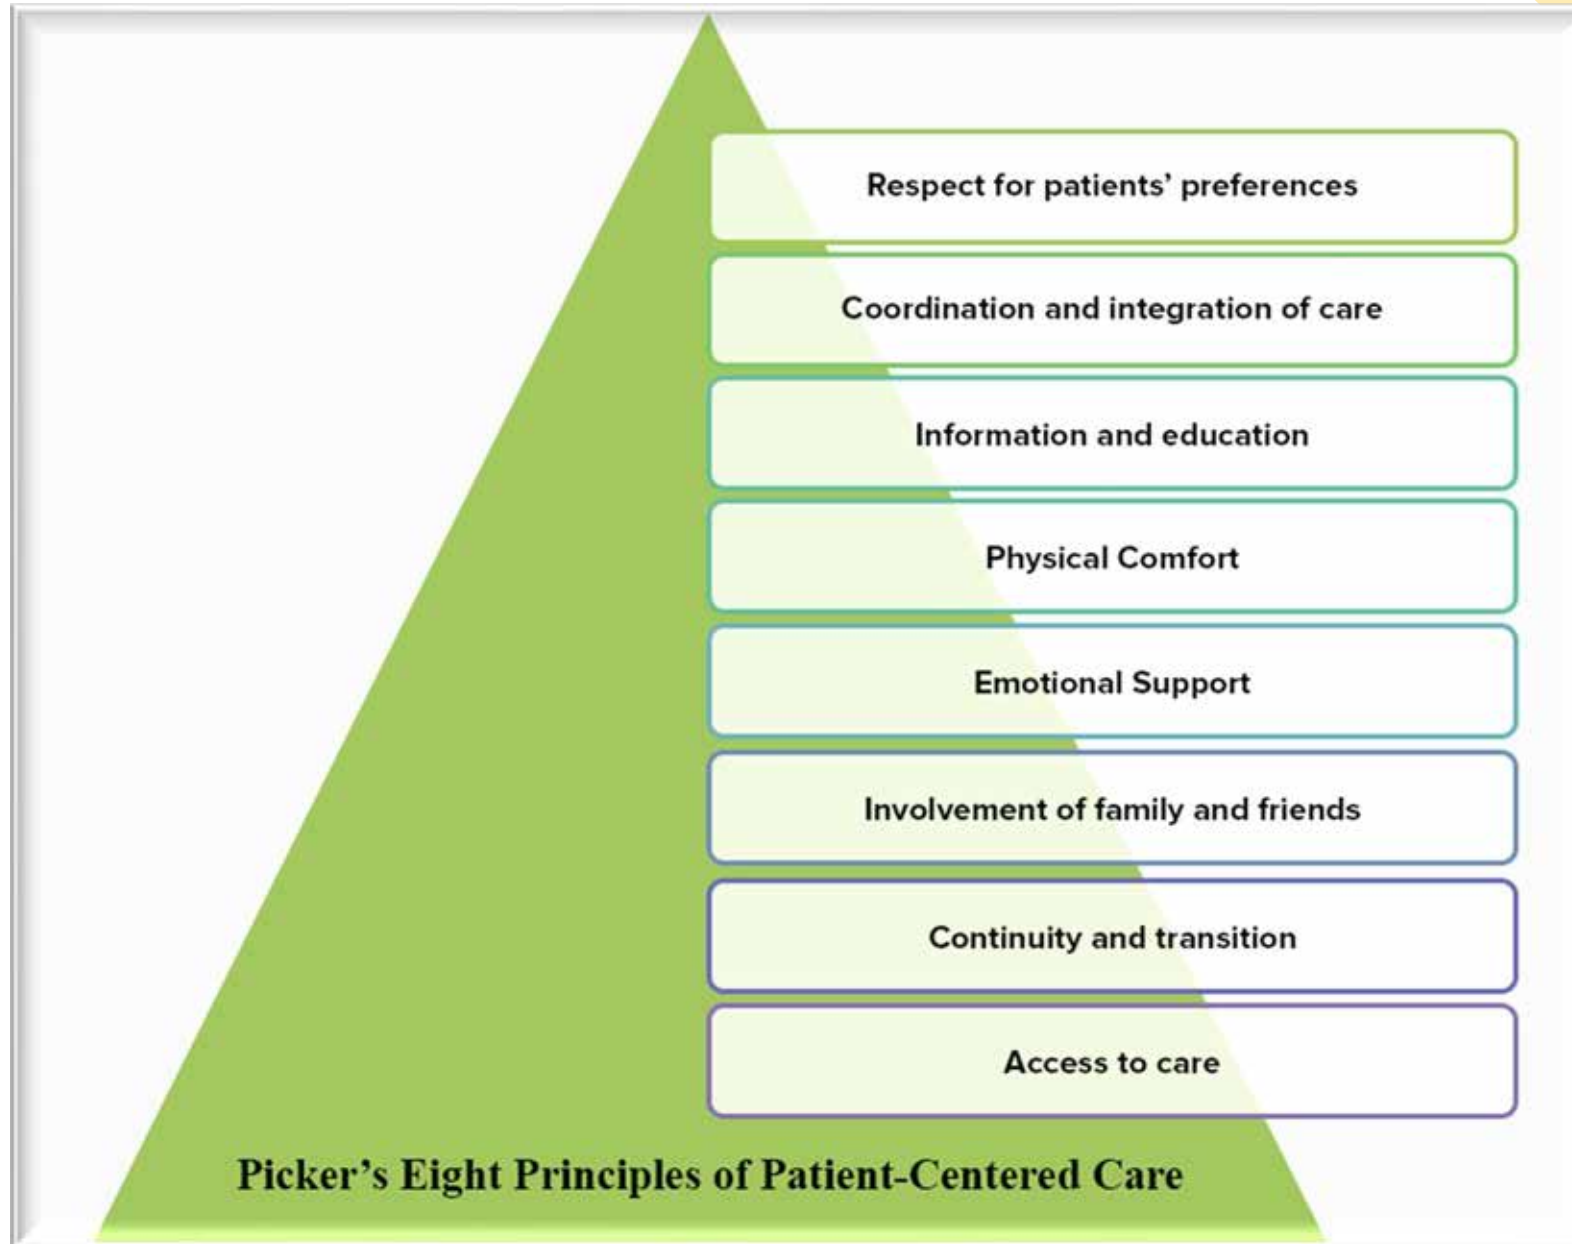 Respect for patients’ preferences
Coordination and integration of care
Information and education
Physical Comfort
Emotional Support
Involvement of family and friends
Continuity and transition
Access to care
Picker’s Eight Principles of Patient-Centered Care